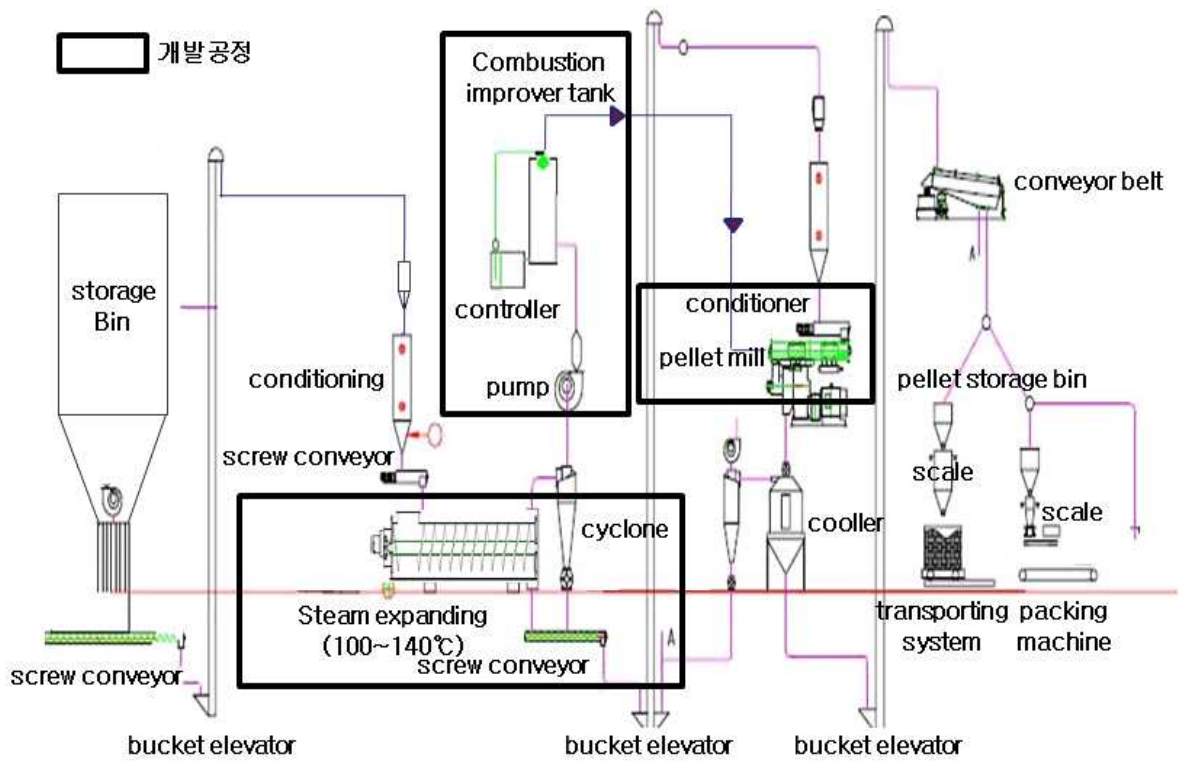 개발공정
Combustion
improver tank
conveyor belt
storage
Bin
controller
conditioner
pellet mill
conditioning
pump
pellet storage bin
screw conveyor
scale
scale
cyclone
cooller
A
Steam expanding
(100~140℃)
screw conveyor
A
transporting
system
packing
machine
screw conveyor
bucket elevator
bucket elevator
bucket elevator